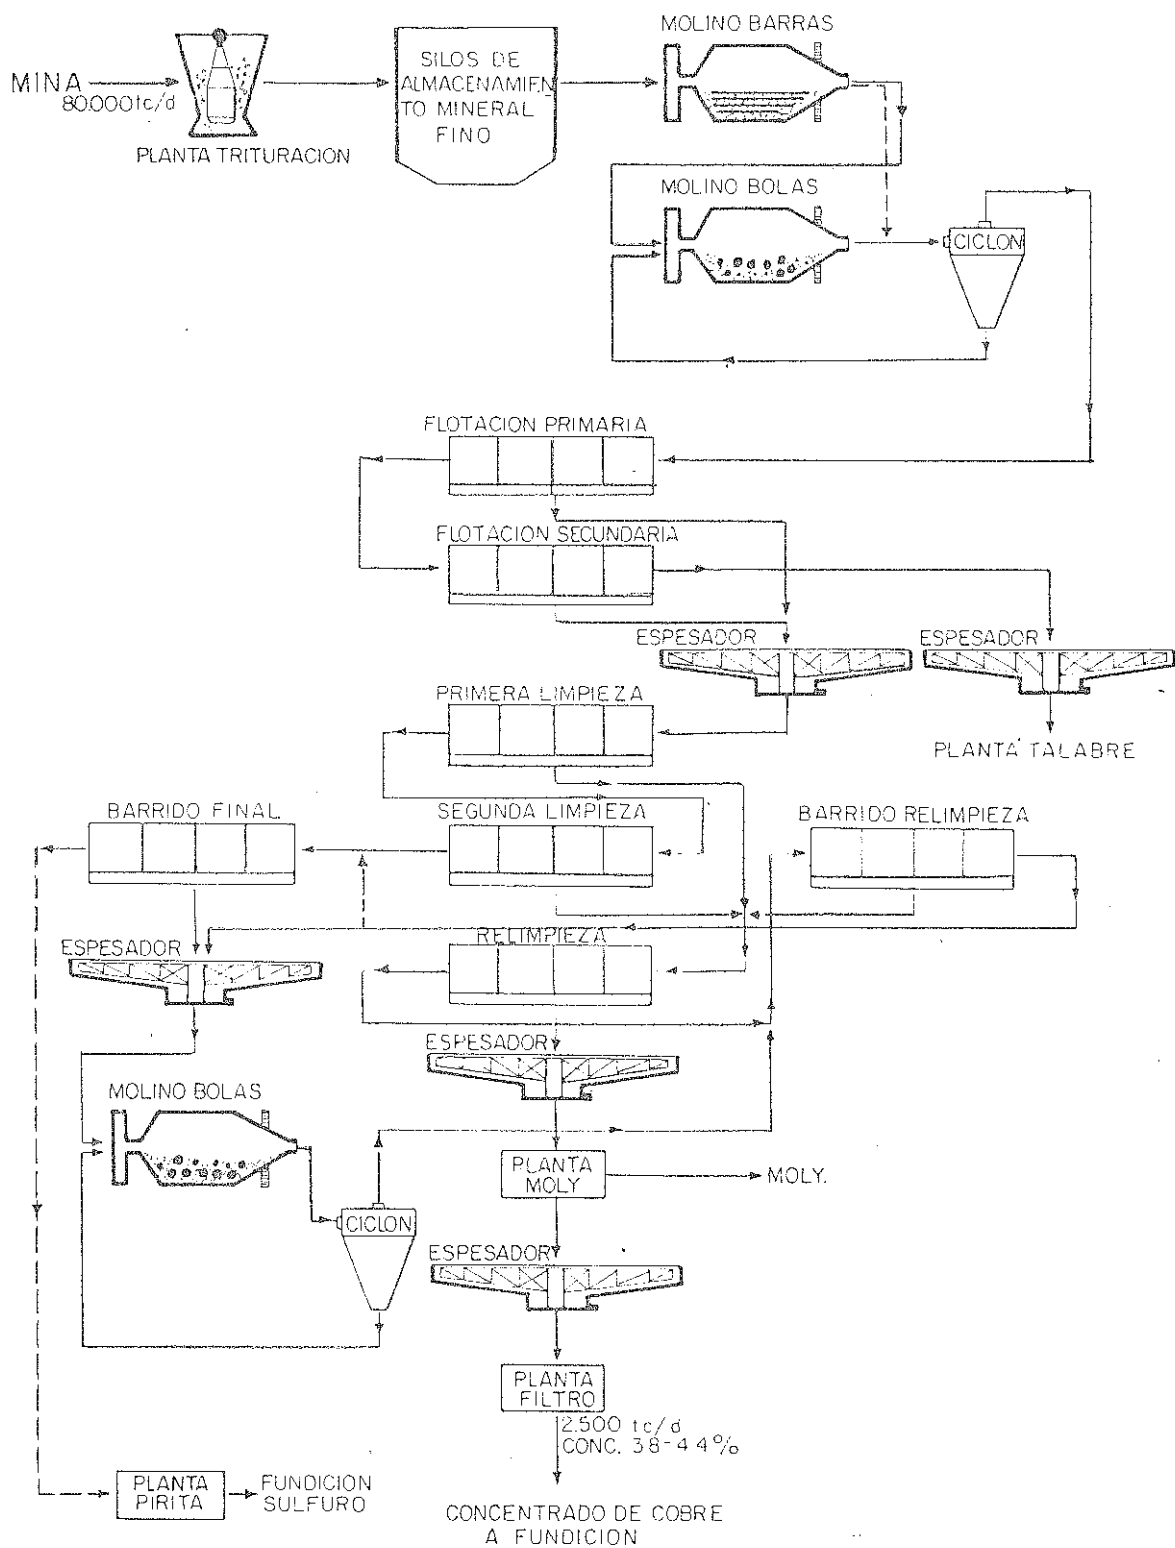 MOLINO BARRAS
MINA
80.000 tc/d
SILOS DE
ALMACENAMIEN
TO MINERAL
FINO
PLANTA TRITURACION
MOLINO BOLAS
CICLON
FLOTACION PRIMARIA
FLOTACION SECUNDARIA
ESPESADOR
ESPESADOR
PRIMERA LIMPIEZA
PLANTA TALABRE
BARRIDO FINAL
SEGUNDA LIMPIEZA
BARRIDO RELIMPIEZA
RELIMPIEZA
ESPESADOR
ESPESADOR
MOLINO BOLAS
PLANTA
MOLY
MOLY.
CICLON
ESPESADOR
PLANTA
FILTRO
2.500 tc/d
CONC. 38-44%
PLANTA
PIRITA
FUNDICION
SULFURO
CONCENTRADO DE COBRE
A FUNDICION